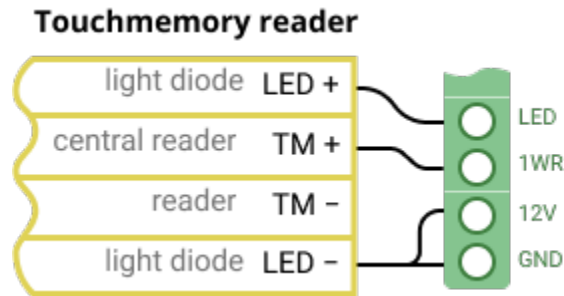 Touchmemory reader
light diode LED +
central reader TM +
reader TM −
light diode LED −
LED
1WR
12V
GND